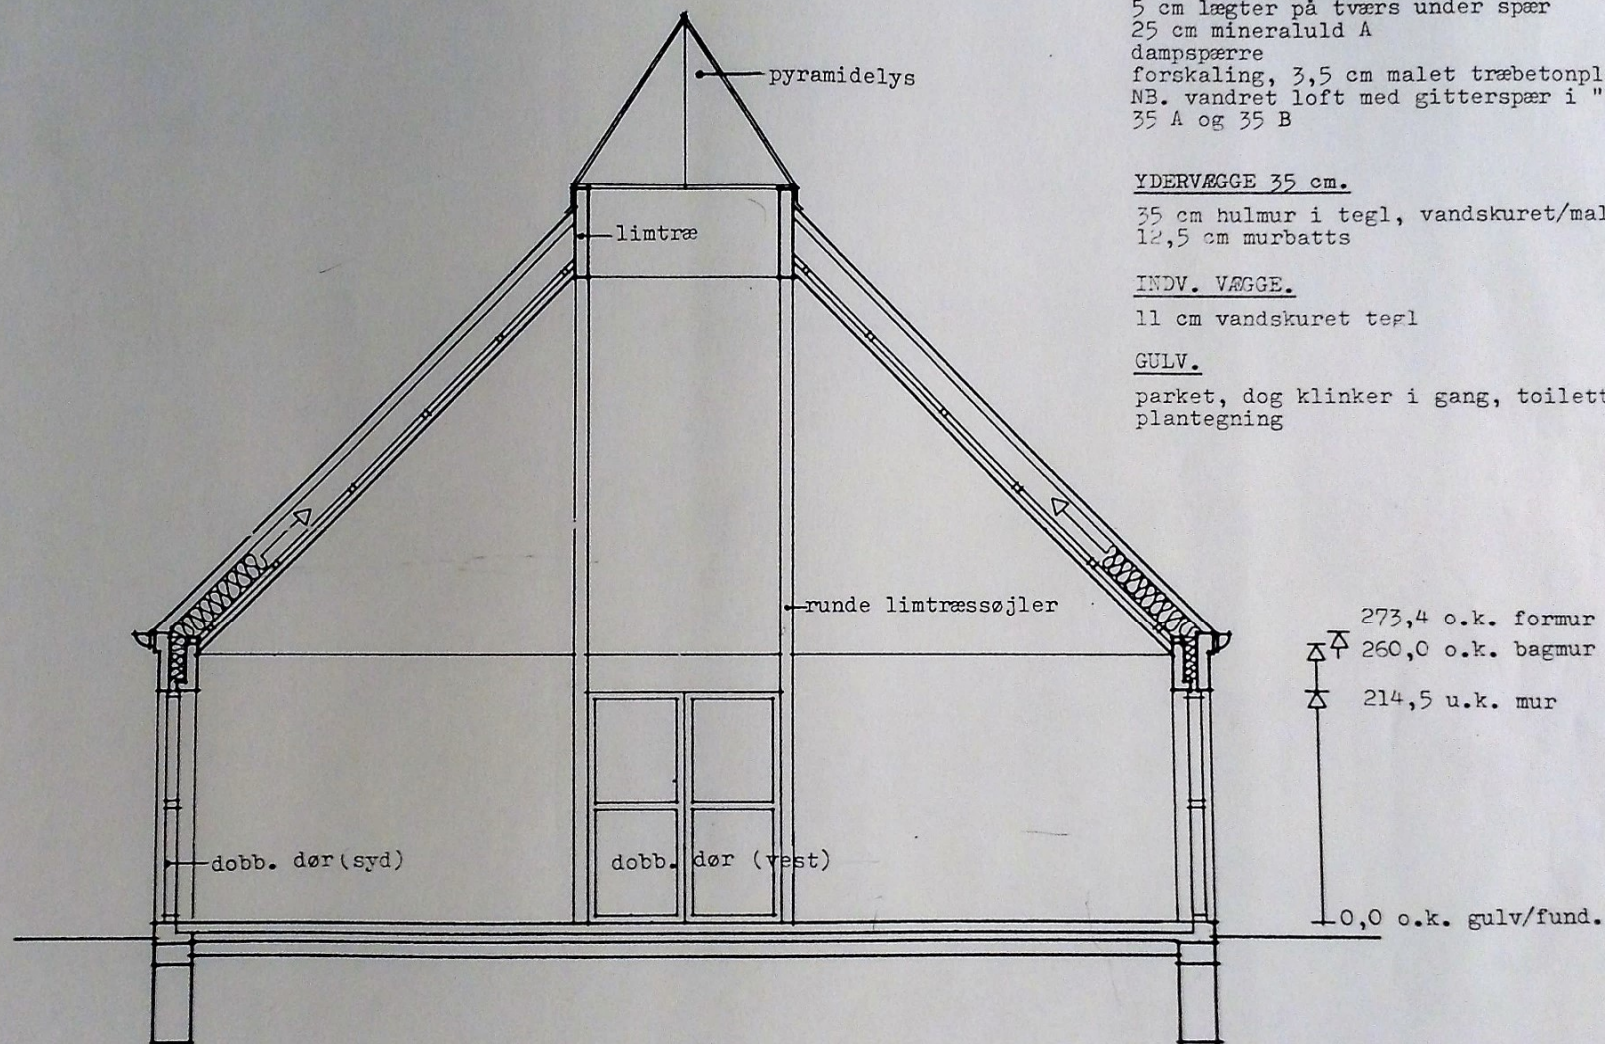 5 cm lægter på tværs under spær
25 cm mineraluld A
dampspærre
forskaling, 3,5 cm malet træbetonpl
NB. vandret loft med gitterspær i "
35 A og 35 B
YDERVÆGGE 35 cm.
35 cm hulmur i tegl, vandskuret/mal
12,5 cm murbatts
INDV. VÆGGE.
11 cm vandskuret tegl
GULV.
parket, dog klinker i gang, toilett
plantegning
pyramidelys
limtræ
runde limtræssøjler
273,4 o.k. formur
260,0 o.k. bagmur
214,5 u.k. mur
dobb. dør(syd)
dobb. dør (vest)
0,0 o.k. gulv/fund.